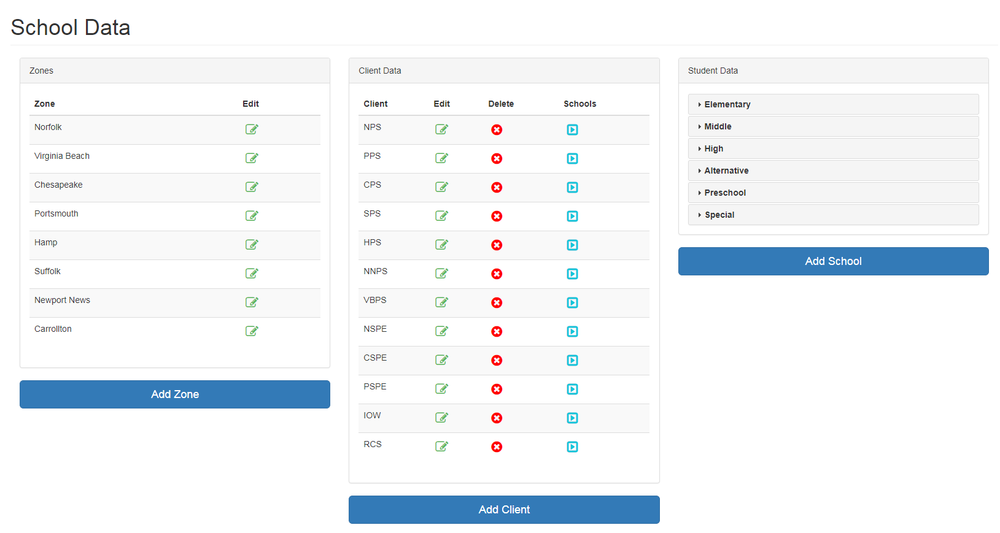 School Data
Zones
Zone Edit
Norfolk
Virginia Beach
Chesapeake
Portsmouth
Hamp
Suffolk
Newport News
Carrollton
Add Zone
Client Data
Client Edit Delete Schools
NPS
PPS
CPS
SPS
HPS
NNPS
VBPS
NSPE
CSPE
PSPE
IOW
RCS
Add Client
Student Data
Elementary
Middle
High
Alternative
Preschool
Special
Add School